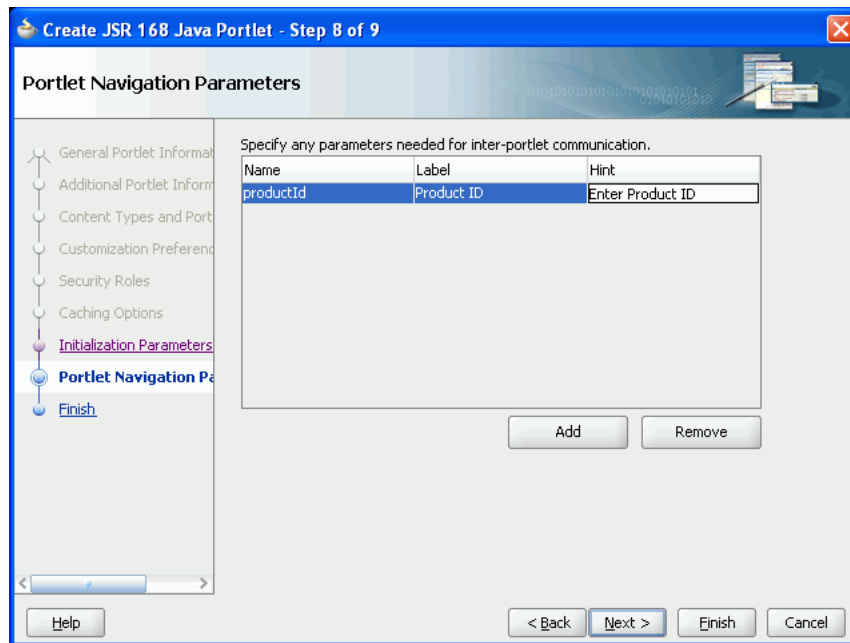 Create JSR 168 Java Portlet - Step 8 of 9
Portlet Navigation Parameters
General Portlet Informat
Additional Portlet Inform
Content Types and Port
Customization Preferenc
Security Roles
Caching Options
Initialization Parameters
Portlet Navigation Pa
Finish
Specify any parameters needed for inter-portlet communication.
Name Label Hint
productId Product ID Enter Product ID
Add Remove
Help < Back Next > Finish Cancel